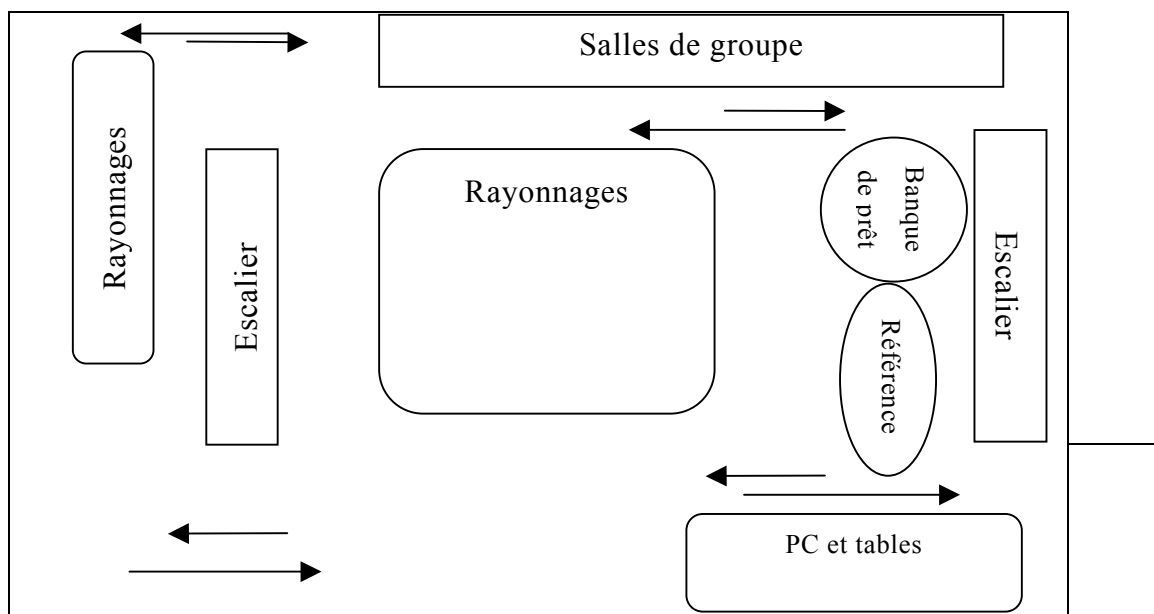 Salles de groupe
Rayonnages
Escalier
Rayonnages
Banque
de prêt
Escalier
Référence
PC et tables